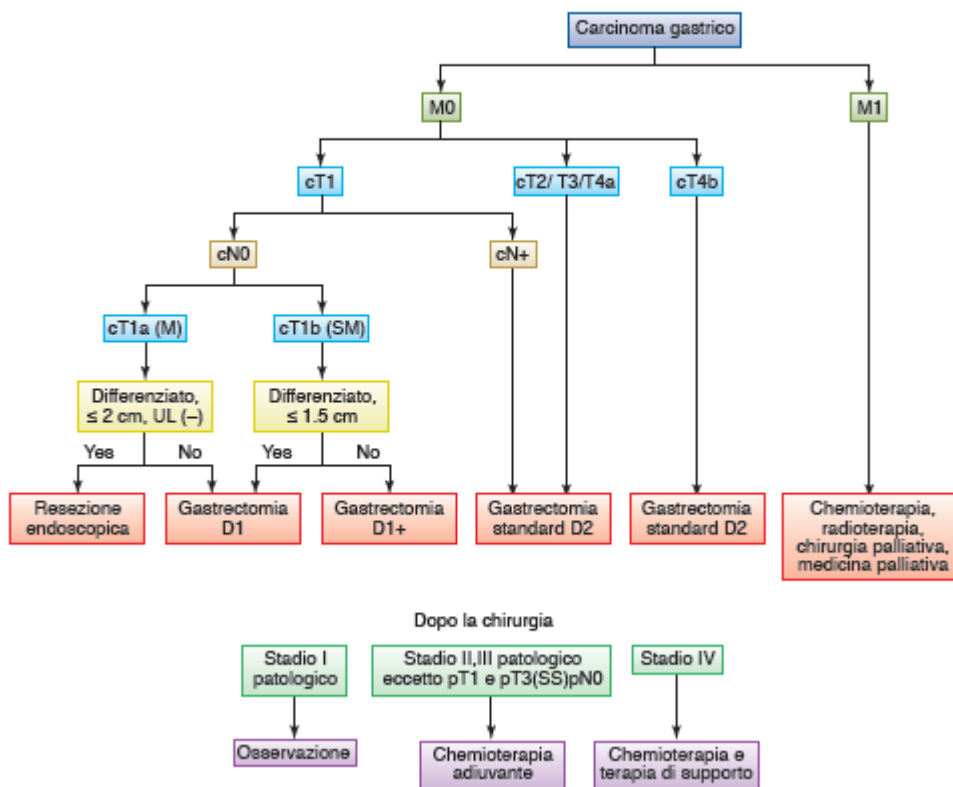 Carcinoma gastrico
M0
M1
cT1
cT2/ T3/T4a
cT4b
cN0
cN+
cT1a (M)
cT1b (SM)
Differenziato,
≤ 2 cm, UL (–)
Differenziato,
≤ 1.5 cm
Yes
No
Yes
No
Resezione
endoscopica
Gastrectomia
D1
Gastrectomia
D1+
Gastrectomia
standard D2
Gastrectomia
standard D2
Chemioterapia,
radioterapia,
chirurgia palliativa,
medicina palliativa
Dopo la chirurgia
Stadio I
patologico
Stadio II,III patologico
eccetto pT1 e pT3(SS)pN0
Stadio IV
Osservazione
Chemioterapia
adiuvante
Chemioterapia e
terapia di supporto